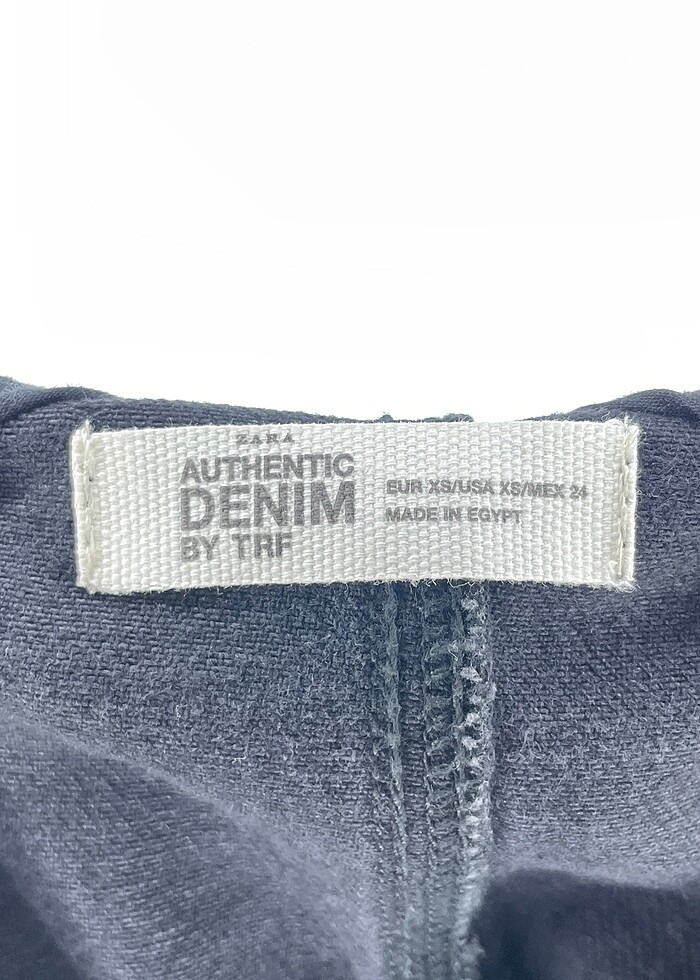 ZARA
AUTHENTIC
DENIM
BY TRF
EUR XS/USA XS/MEX 24
MADE IN EGYPT